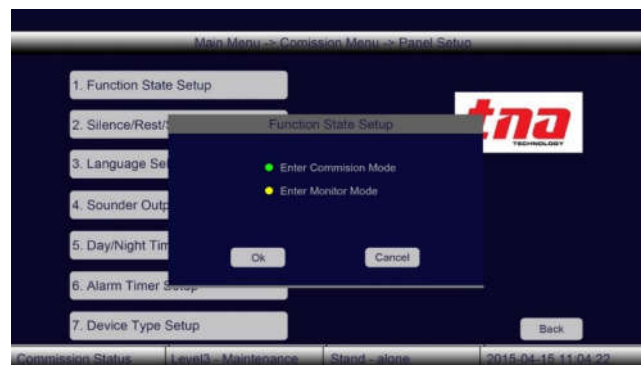 Main Menu -> Comission Menu -> Panel Setup
1. Function State Setup
2. Silence/Rest/
Function State Setup
tna
TECHNOLOGY
3. Language Sel
Enter Commision Mode
Enter Monitor Mode
4. Sounder Outp
5. Day/Night Tim
Ok
Cancel
6. Alarm Timer Setup
7. Device Type Setup
Back
Commission Status
Level3 - Maintenance
Stand - alone
2015-04-15 11:04:22